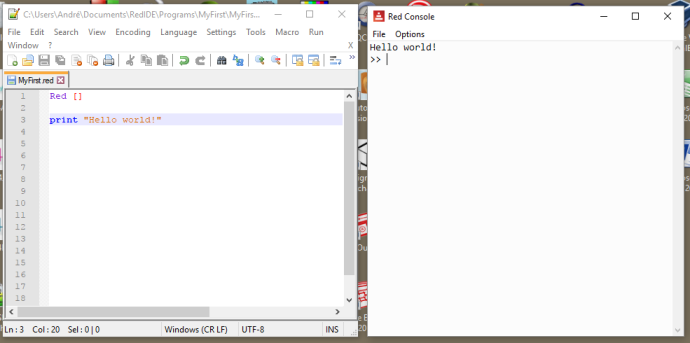 C:\Users\André\Documents\RedIDE\Programs\MyFirst\MyFirs...
File Edit Search View Encoding Language Settings Tools Macro Run
Window ? X
MyFirst.red
1 Red []
2
3 print "Hello world!"
4
5
6
7
8
9
10
11
12
13
14
15
16
17
18
Ln : 3 Col : 20 Sel : 0 | 0 Windows (CR LF) UTF-8 INS
Red Console
File Options
Hello world!
>>